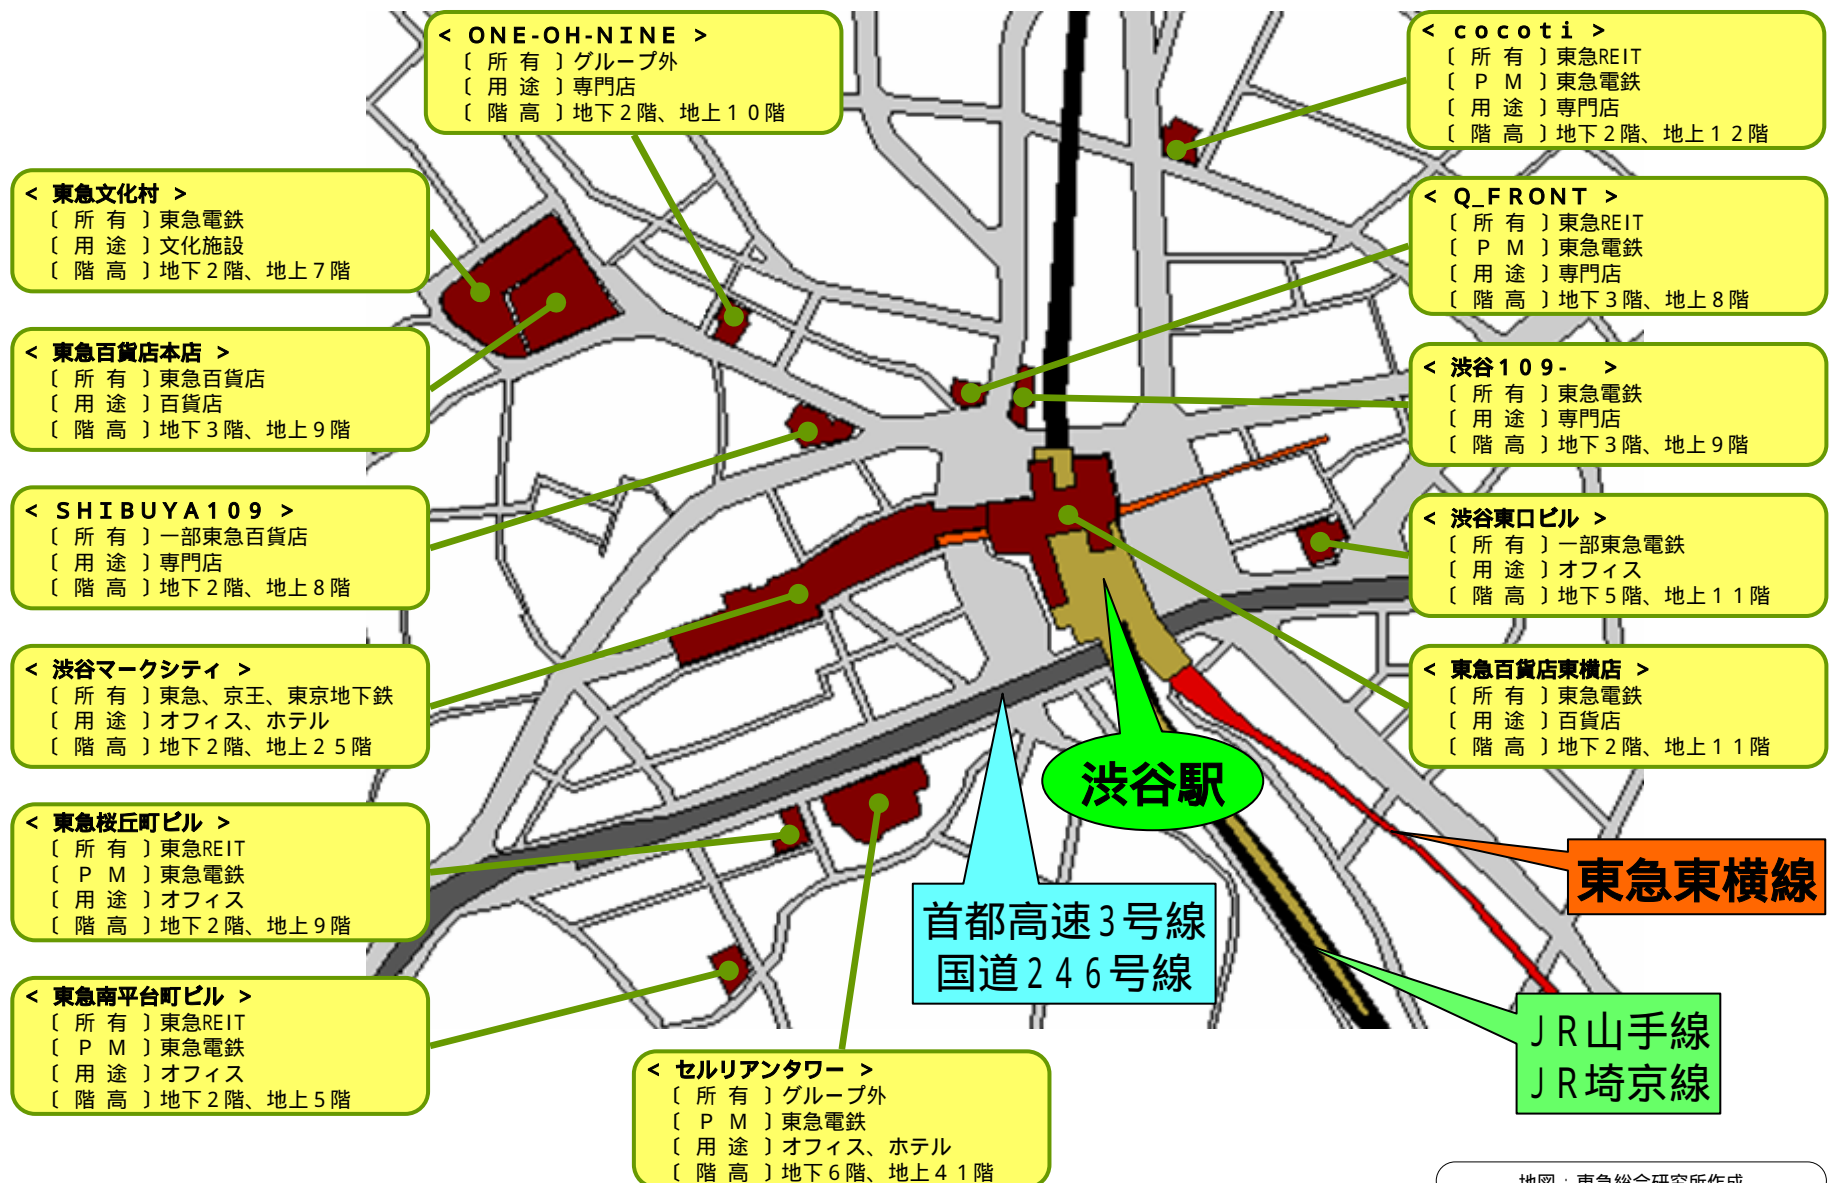 < ONE-OH-NINE >
〔 所 有 〕グループ外
〔 用 途 〕専門店
〔 階 高 〕地下2階、地上10階
< cocoti >
〔 所 有 〕東急REIT
〔 P M 〕東急電鉄
〔 用 途 〕専門店
〔 階 高 〕地下2階、地上12階
< 東急文化村 >
〔 所 有 〕東急電鉄
〔 用 途 〕文化施設
〔 階 高 〕地下2階、地上7階
< Q_FRONT >
〔 所 有 〕東急REIT
〔 P M 〕東急電鉄
〔 用 途 〕専門店
〔 階 高 〕地下3階、地上8階
< 東急百貨店本店 >
〔 所 有 〕東急百貨店
〔 用 途 〕百貨店
〔 階 高 〕地下3階、地上9階
< 渋谷109- >
〔 所 有 〕東急電鉄
〔 用 途 〕専門店
〔 階 高 〕地下3階、地上9階
< SHIBUYA109 >
〔 所 有 〕一部東急百貨店
〔 用 途 〕専門店
〔 階 高 〕地下2階、地上8階
< 渋谷東口ビル >
〔 所 有 〕一部東急電鉄
〔 用 途 〕オフィス
〔 階 高 〕地下5階、地上11階
< 渋谷マークシティ >
〔 所 有 〕東急、京王、東京地下鉄
〔 用 途 〕オフィス、ホテル
〔 階 高 〕地下2階、地上25階
< 東急百貨店東横店 >
〔 所 有 〕東急電鉄
〔 用 途 〕百貨店
〔 階 高 〕地下2階、地上11階
渋谷駅
< 東急桜丘町ビル >
〔 所 有 〕東急REIT
〔 P M 〕東急電鉄
〔 用 途 〕オフィス
〔 階 高 〕地下2階、地上9階
東急東横線
首都高速3号線
国道246号線
< 東急南平台町ビル >
〔 所 有 〕東急REIT
〔 P M 〕東急電鉄
〔 用 途 〕オフィス
〔 階 高 〕地下2階、地上5階
JR山手線
JR埼京線
< セルリアンタワー >
〔 所 有 〕グループ外
〔 P M 〕東急電鉄
〔 用 途 〕オフィス、ホテル
〔 階 高 〕地下6階、地上41階
地図：東急総合研究所作成